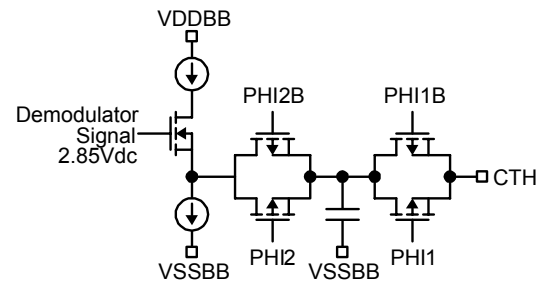 VDDBB
Demodulator
Signal
2.85Vdc
PHI2B
PHI1B
CTH
VSSBB
PHI2
VSSBB
PHI1